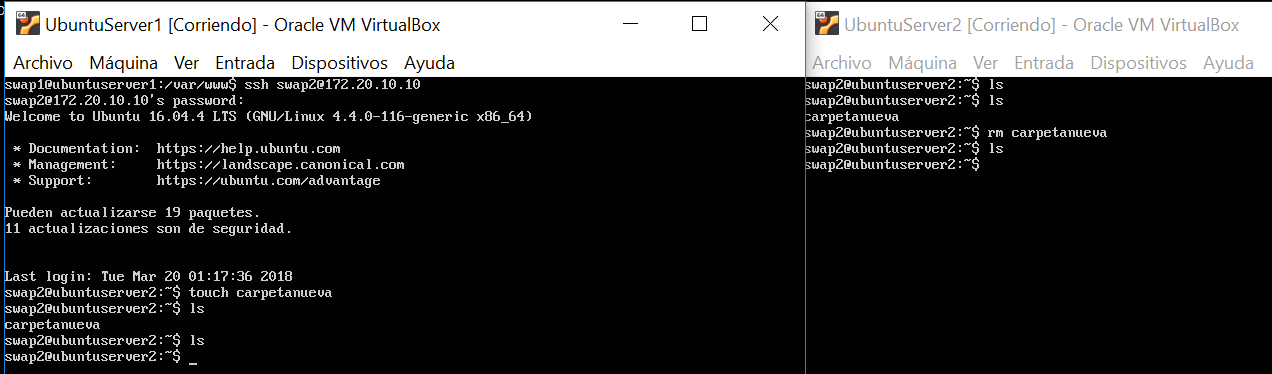 UbuntuServer1 [Corriendo] - Oracle VM VirtualBox
Archivo Máquina Ver Entrada Dispositivos Ayuda
swap1@ubuntuserver1:/var/www$ ssh swap2@172.20.10.10
swap2@172.20.10.10's password:
Welcome to Ubuntu 16.04.4 LTS (GNU/Linux 4.4.0-116-generic x86_64)
* Documentation: https://help.ubuntu.com
* Management: https://landscape.canonical.com
* Support: https://ubuntu.com/advantage
Pueden actualizarse 19 paquetes.
11 actualizaciones son de seguridad.
Last login: Tue Mar 20 01:17:36 2018
swap2@ubuntuserver2:~$ touch carpetanueva
swap2@ubuntuserver2:~$ ls
carpetanueva
swap2@ubuntuserver2:~$ ls
swap2@ubuntuserver2:~$ _
UbuntuServer2 [Corriendo] - Oracle VM VirtualBox
Archivo Máquina Ver Entrada Dispositivos Ayuda
swap2@ubuntuserver2:~$ ls
swap2@ubuntuserver2:~$ ls
carpetanueva
swap2@ubuntuserver2:~$ rm carpetanueva
swap2@ubuntuserver2:~$ ls
swap2@ubuntuserver2:~$